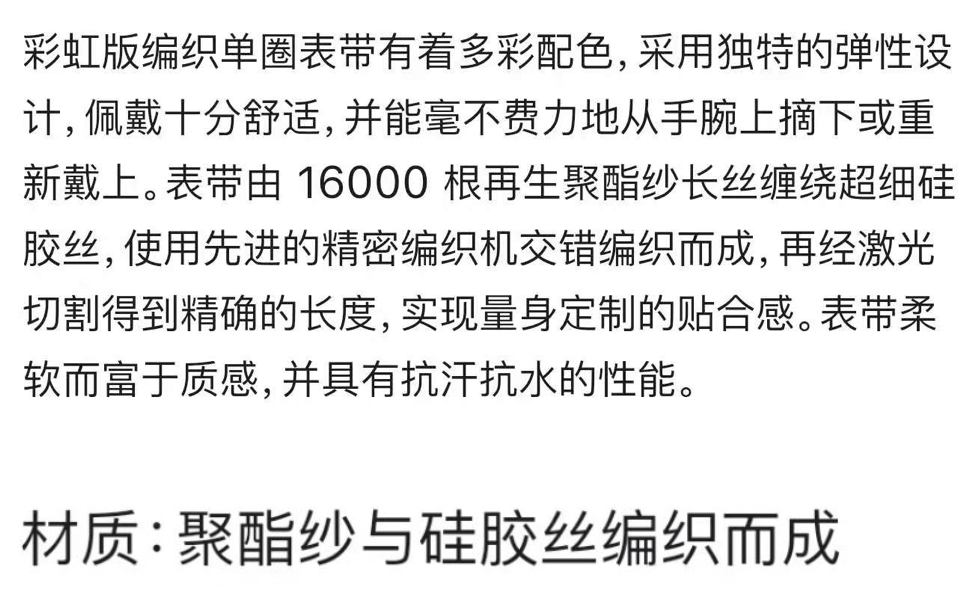 彩虹版编织单圈表带有着多彩配色，采用独特的弹性设
计，佩戴十分舒适，并能毫不费力地从手腕上摘下或重
新戴上。表带由 16000 根再生聚酯纱长丝缠绕超细硅
胶丝，使用先进的精密编织机交错编织而成，再经激光
切割得到精确的长度，实现量身定制的贴合感。表带柔
软而富于质感，并具有抗汗抗水的性能。
材质：聚酯纱与硅胶丝编织而成